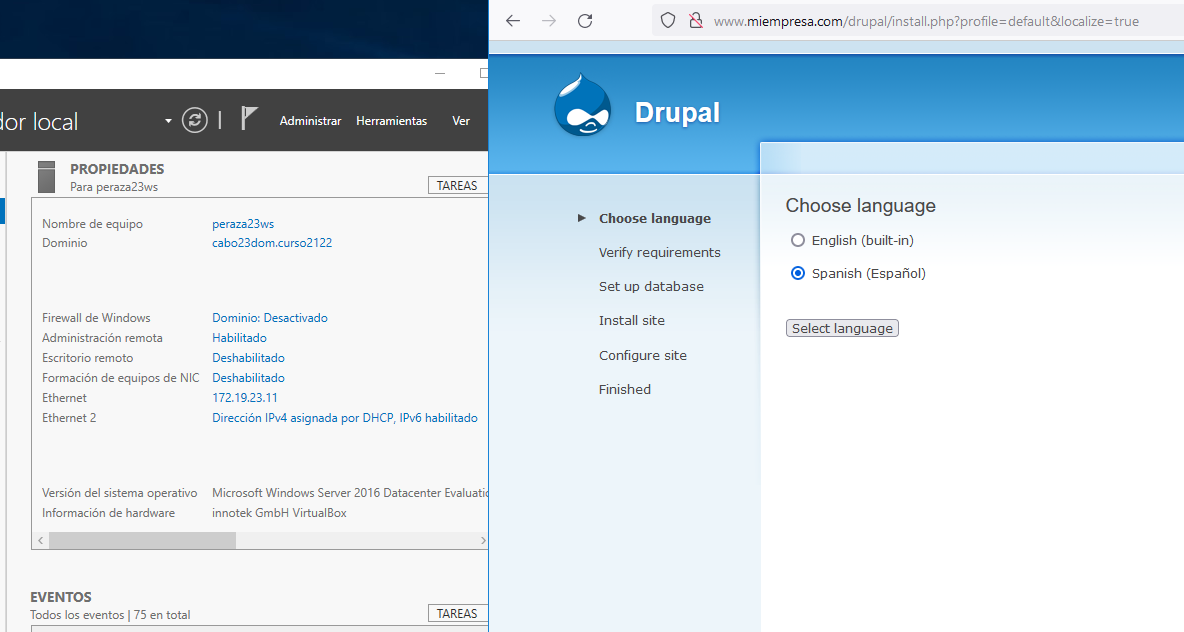 dor local
Administrar Herramientas Ver
PROPIEDADES
Para peraza23ws
TAREAS
Nombre de equipo peraza23ws
Dominio cabo23dom.curso2122
Firewall de Windows Dominio: Desactivado
Administración remota Habilitado
Escritorio remoto Deshabilitado
Formación de equipos de NIC Deshabilitado
Ethernet 172.19.23.11
Ethernet 2 Dirección IPv4 asignada por DHCP, IPv6 habilitado
Versión del sistema operativo Microsoft Windows Server 2016 Datacenter Evaluatio
Información de hardware innotek GmbH VirtualBox
EVENTOS
Todos los eventos | 75 en total
TAREAS
www.miempresa.com/drupal/install.php?profile=default&localize=true
Drupal
Choose language
Verify requirements
Set up database
Install site
Configure site
Finished
Choose language
English (built-in)
Spanish (Español)
Select language